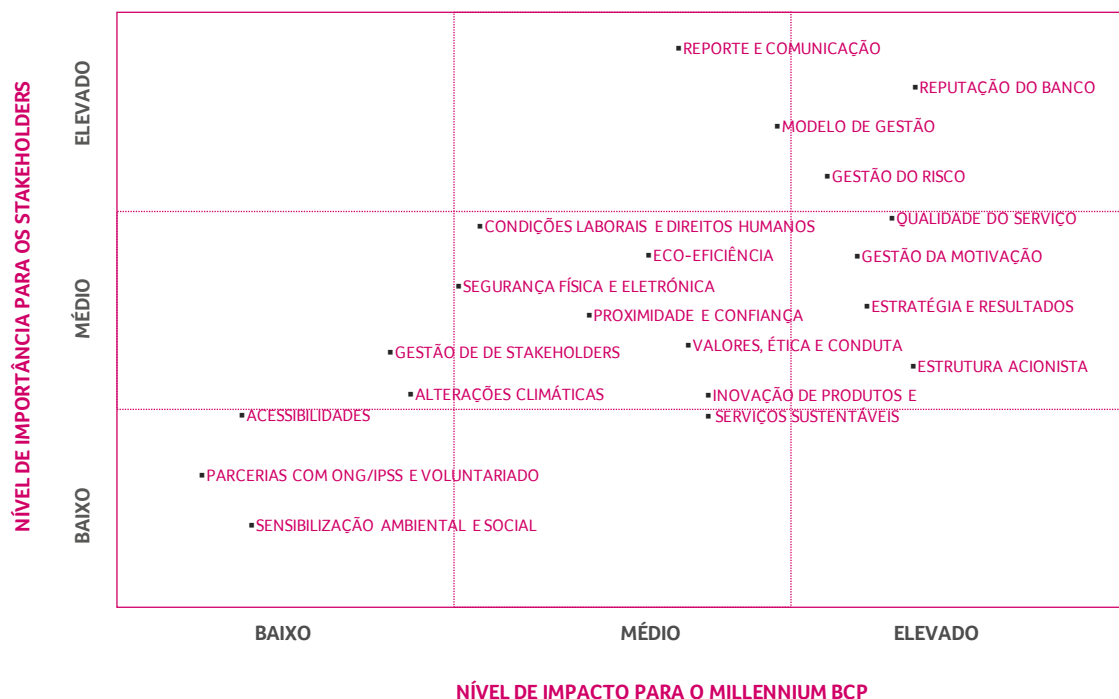 NÍVEL DE IMPORTÂNCIA PARA OS STAKEHOLDERS
ELEVADO
MÉDIO
BAIXO
REPORTE E COMUNICAÇÃO
REPUTAÇÃO DO BANCO
MODELO DE GESTÃO
GESTÃO DO RISCO
QUALIDADE DO SERVIÇO
CONDIÇÕES LABORAIS E DIREITOS HUMANOS
ECO-EFICIÊNCIA
GESTÃO DA MOTIVAÇÃO
SEGURANÇA FÍSICA E ELETRÓNICA
ESTRATÉGIA E RESULTADOS
PROXIMIDADE E CONFIANÇA
VALORES, ÉTICA E CONDUTA
GESTÃO DE DE STAKEHOLDERS
ESTRUTURA ACIONISTA
ALTERAÇÕES CLIMÁTICAS
INOVAÇÃO DE PRODUTOS E
SERVIÇOS SUSTENTÁVEIS
ACESSIBILIDADES
PARCERIAS COM ONG/IPSS E VOLUNTARIADO
SENSIBILIZAÇÃO AMBIENTAL E SOCIAL
BAIXO
MÉDIO
ELEVADO
NÍVEL DE IMPACTO PARA O MILLENNIUM BCP